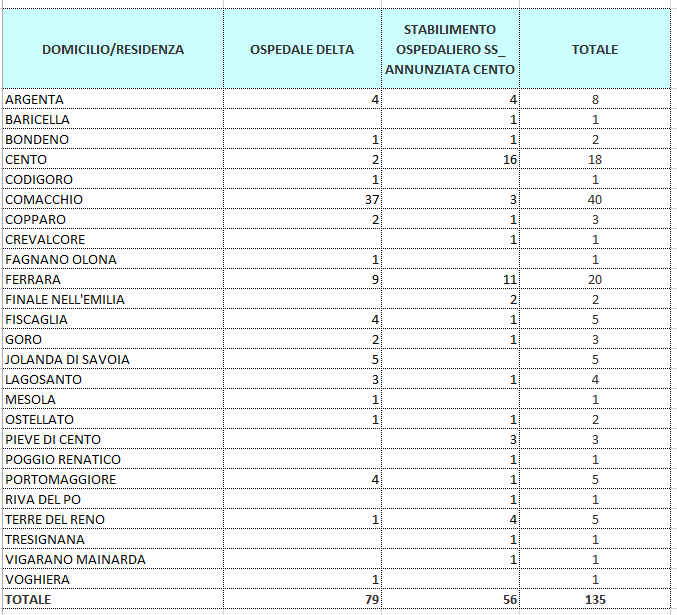 DOMICILIO/RESIDENZA OSPEDALE DELTA STABILIMENTO OSPEDALIERO SS_ ANNUNZIATA CENTO TOTALE
ARGENTA 4 4 8
BARICELLA 1 1
BONDENO 1 1 2
CENTO 2 16 18
CODIGORO 1 1
COMACCHIO 37 3 40
COPPARO 2 1 3
CREVALCORE 1 1
FAGNANO OLONA 1 1
FERRARA 9 11 20
FINALE NELL'EMILIA 2 2
FISCAGLIA 4 1 5
GORO 2 1 3
JOLANDA DI SAVOIA 5 5
LAGOSANTO 3 1 4
MESOLA 1 1
OSTELLATO 1 1 2
PIEVE DI CENTO 3 3
POGGIO RENATICO 1 1
PORTOMAGGIORE 4 1 5
RIVA DEL PO 1 1
TERRE DEL RENO 1 4 5
TRESIGNANA 1 1
VIGARANO MAINARDA 1 1
VOGHIERA 1 1
TOTALE 79 56 135